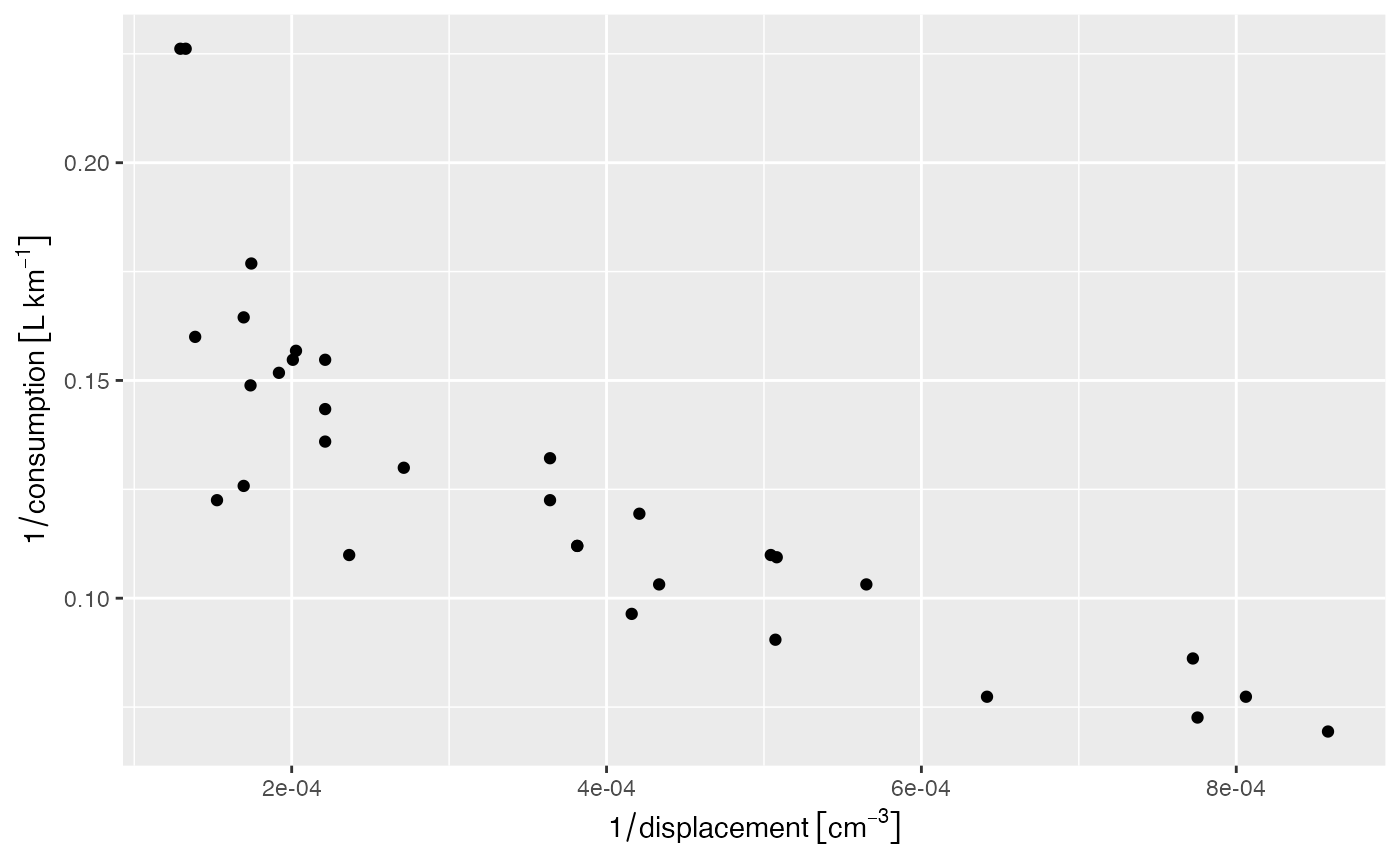 0.20
0.15
0.10
1/consumption [L km⁻¹]
2e-04 4e-04 6e-04 8e-04
1/displacement [cm⁻³]